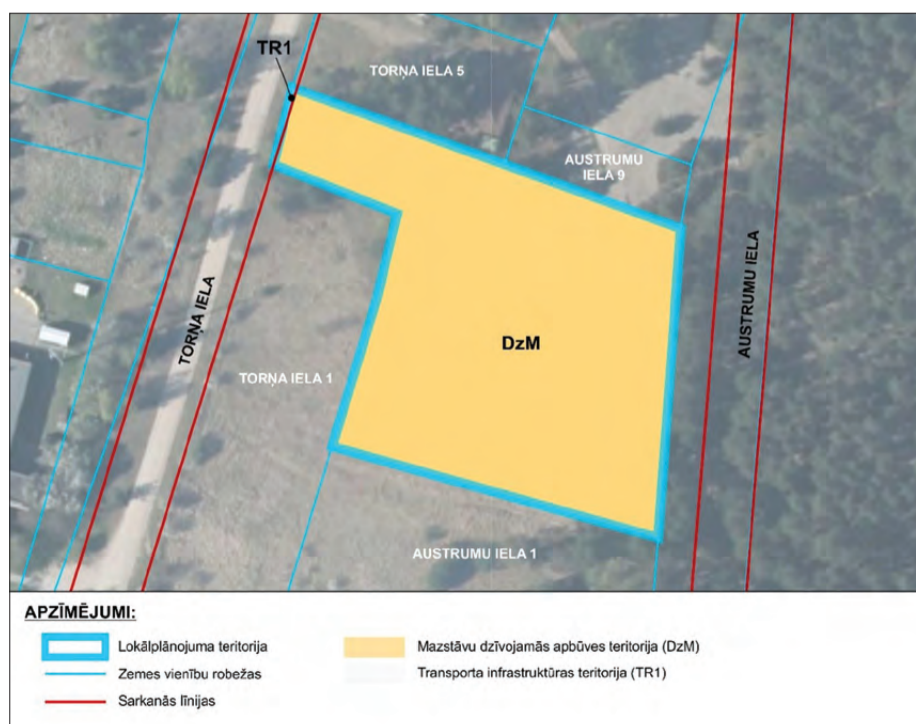 TR1
TORŅA IELA 5
AUSTRUMU
IELA 9
TORŅA IELA
AUSTRUMU IELA
DzM
TORŅA IELA 1
AUSTRUMU IELA 1
APZĪMĒJUMI:
Lokālplānojuma teritorija
Zemes vienību robežas
Sarkanās līnijas
Mazstāvu dzīvojamās apbūves teritorija (DzM)
Transporta infrastruktūras teritorija (TR1)